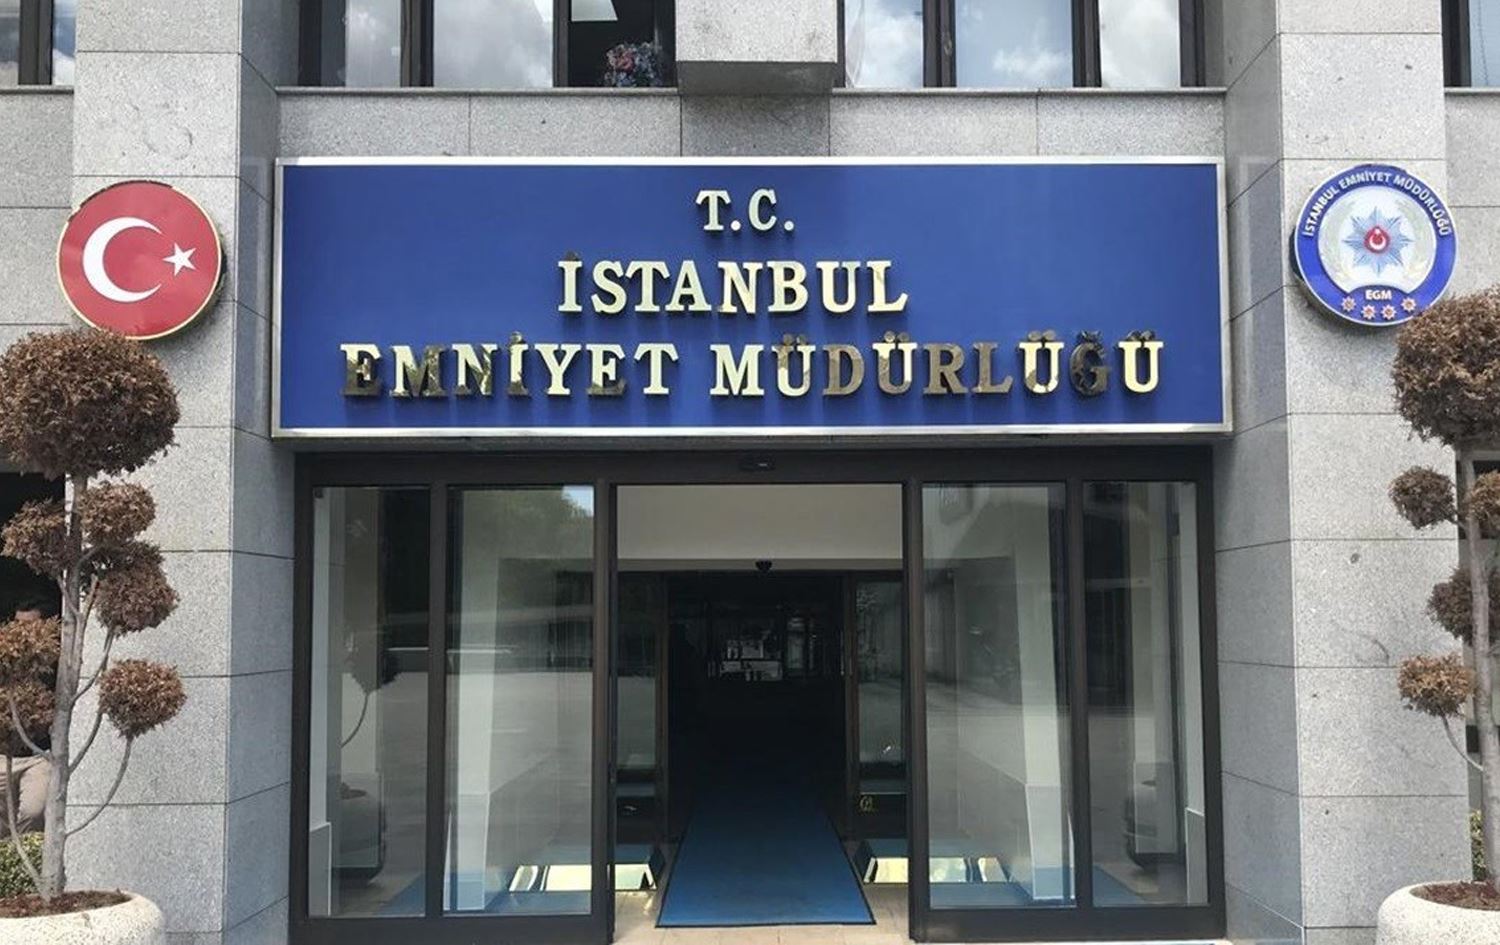 T.C.
İSTANBUL
EMNİYET MÜDÜRLÜĞÜ
İSTANBUL EMNİYET MÜDÜRLÜĞÜ
EGM